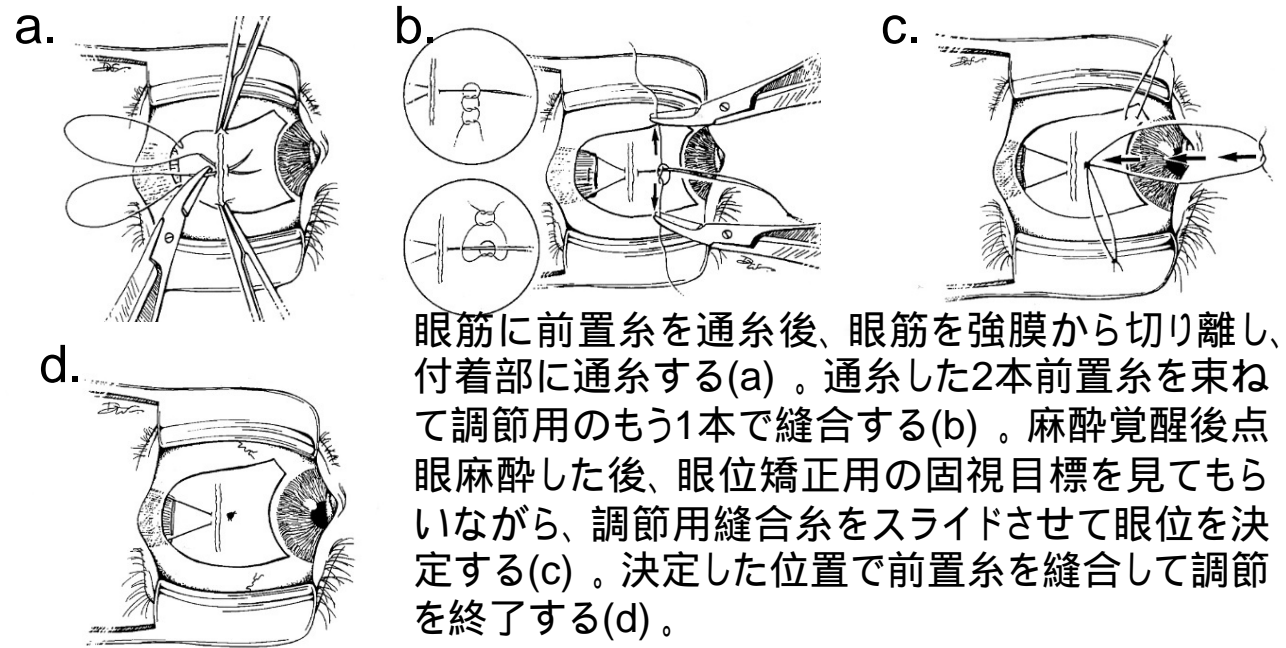 a.
b.
c.
d.
眼筋に前置糸を通糸後、眼筋を強膜から切り離し、
付着部に通糸する(a) 。通糸した2本前置糸を束ね
て調節用のもう1本で縫合する(b) 。麻酔覚醒後点
眼麻酔した後、眼位矯正用の固視目標を見てもら
いながら、調節用縫合糸をスライドさせて眼位を決
定する(c) 。決定した位置で前置糸を縫合して調節
を終了する(d) 。